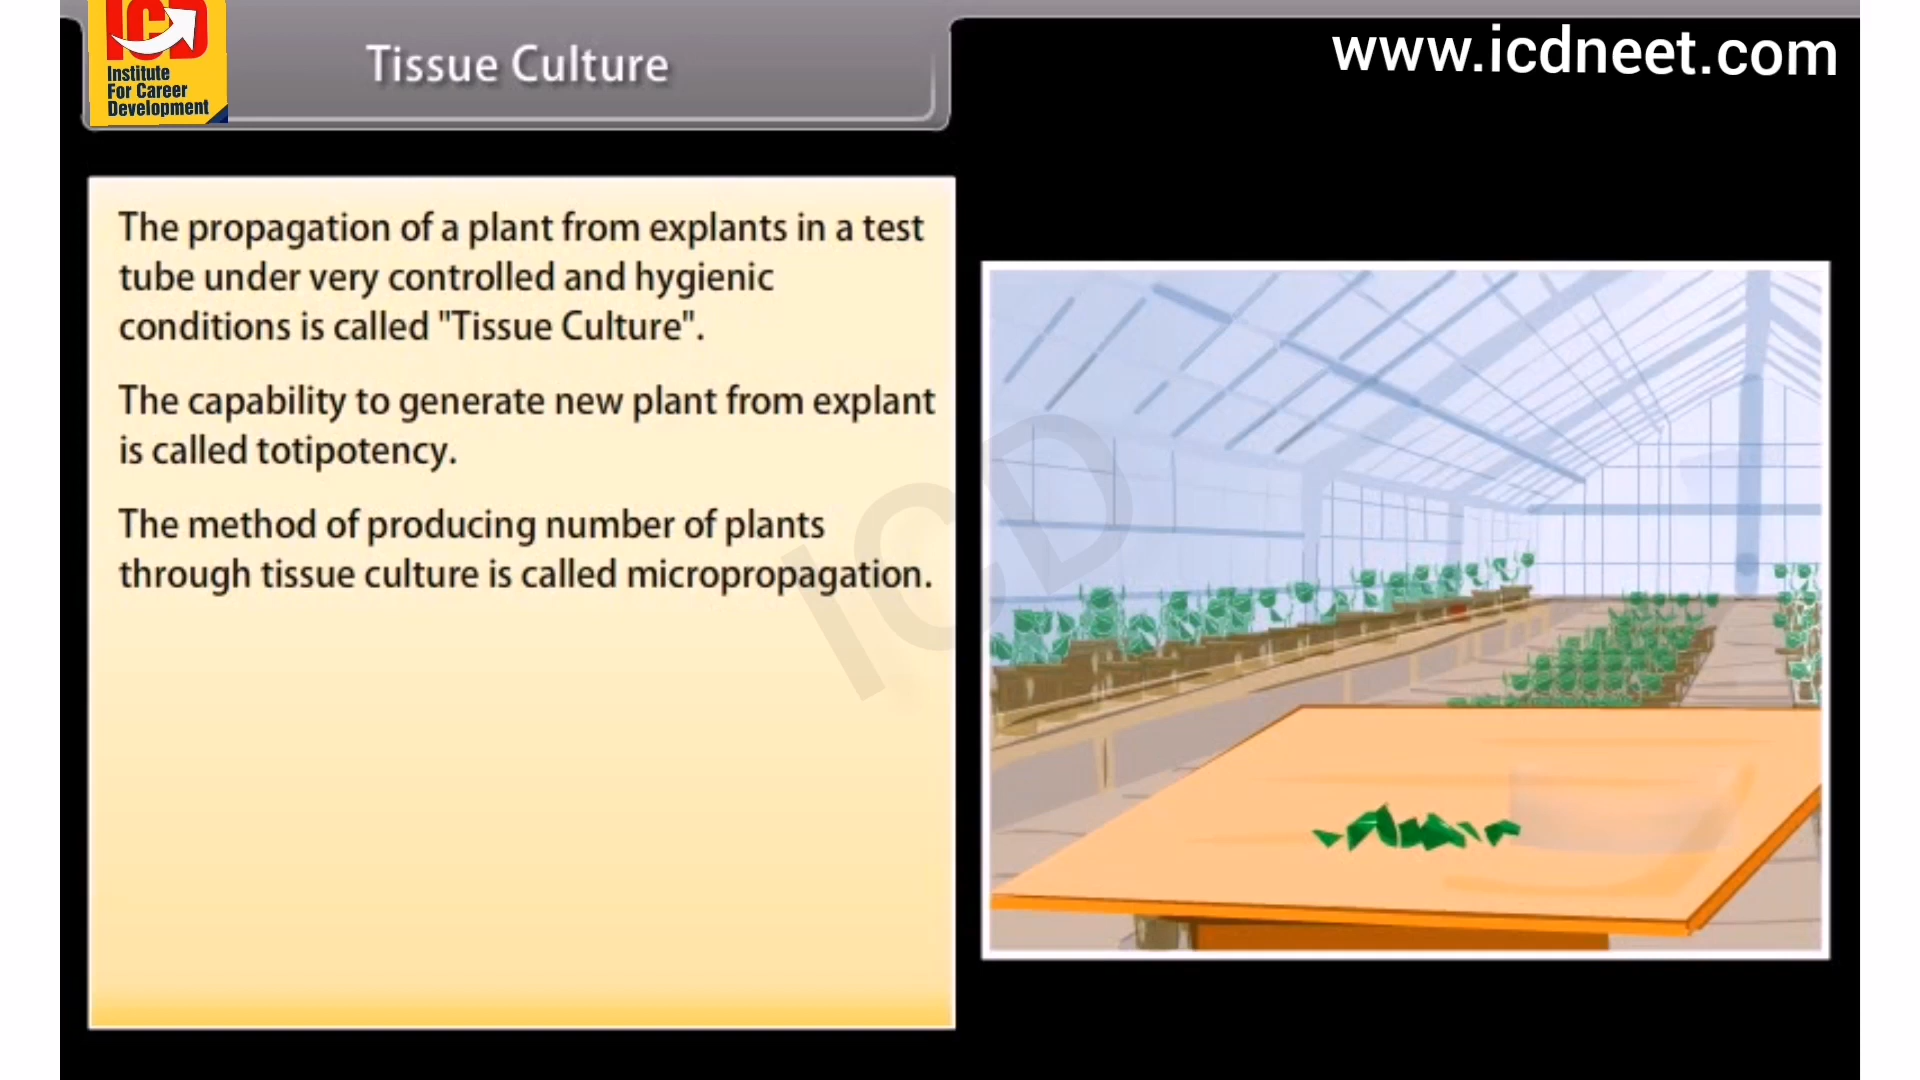 ICD
Institute
For Career
Development
Tissue Culture
www.icdneet.com
The propagation of a plant from explants in a test
tube under very controlled and hygienic
conditions is called "Tissue Culture".
The capability to generate new plant from explant
is called totipotency.
The method of producing number of plants
through tissue culture is called micropropagation.
ICD